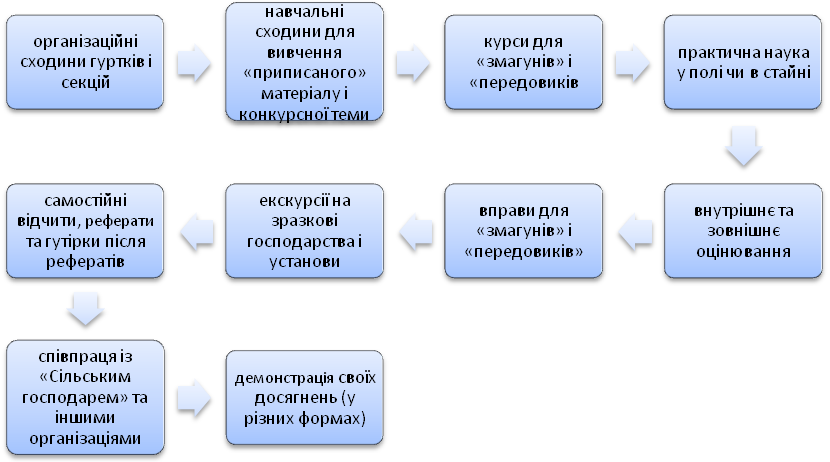 організаційні
сходини гуртків і
секцій
навчальні
сходини для
вивчення
«приписаного»
матеріалу і
конкурсної теми
курси для
«змагунів» і
«передовиків
практична наука
у полі чи в стайні
внутрішнє та
зовнішнє
оцінювання
вправи для
«змагунів» і
«передовиків»
екскурсії на
зразкові
господарства і
установи
самостійні
відчити, реферати
та гутірки після
рефератів
співпраця із
«Сільським
господарем» та
іншими
організаціями
демонстрація своїх
досягнень (у
різних формах)